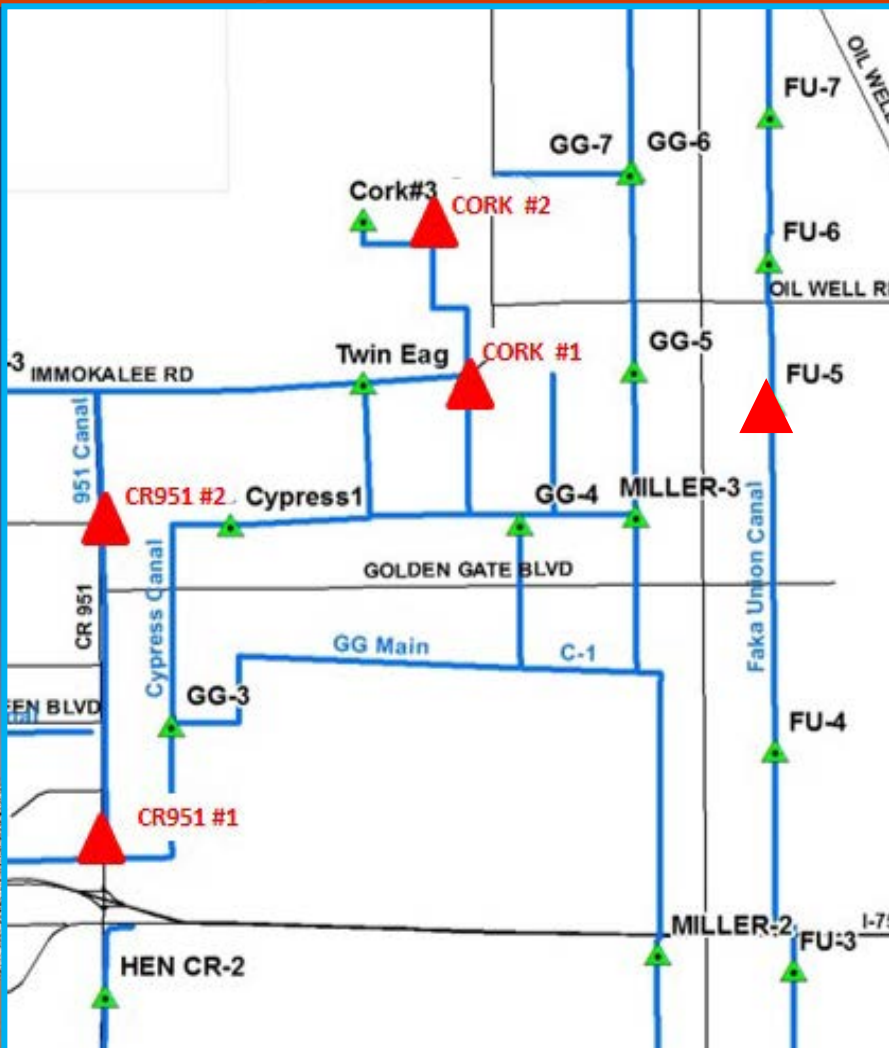 OIL WELL
FU-7
GG-7
GG-6
Cork#3
CORK #2
FU-6
OIL WELL R
CORK #1
GG-5
Twin Eag
-3
IMMOKALEE RD
FU-5
951 Canal
CR951 #2
Cypress1
GG-4
MILLER-3
GOLDEN GATE BLVD
CR 951
Cypress Canal
Faka Union Canal
GG Main
C-1
GG-3
EEN BLVD
FU-4
CR951 #1
MILLER-2
I-75
FU-3
HEN CR-2